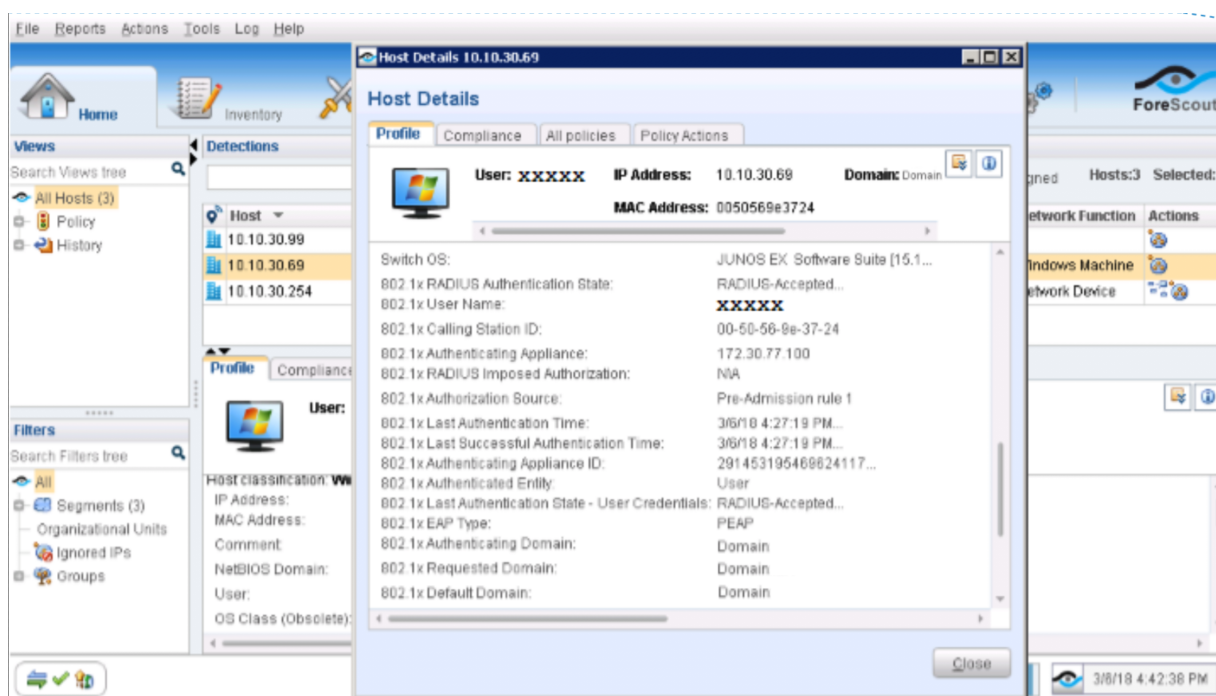 File Reports Actions Tools Log Help
Host Details 10.10.30.69
Home
Inventory
ForeScout
Host Details
Profile Compliance All policies Policy Actions
Views
Search Views tree
All Hosts (3)
Policy
History
Detections
Hosts:3 Selected:
Host
10.10.30.99
10.10.30.69
10.10.30.254
Actions
Windows Machine
User: XXXXX IP Address: 10.10.30.69 Domain: Domain
MAC Address: 0050569e3724
Switch OS: JUNOS EX Software Suite [15.1...
802.1x RADIUS Authentication State: RADIUS-Accepted...
802.1x User Name: XXXXX
802.1x Calling Station ID: 00-50-56-9e-37-24
802.1x Authenticating Appliance: 172.30.77.100
802.1x RADIUS Imposed Authorization: N\A
802.1x Authorization Source: Pre-Admission rule 1
802.1x Last Authentication Time: 3/6/18 4:27:19 PM...
802.1x Last Successful Authentication Time: 3/6/18 4:27:19 PM...
802.1x Authenticating Appliance ID: 291453195469624117...
802.1x Authenticated Entity: User
802.1x Last Authentication State - User Credentials: RADIUS-Accepted...
802.1x EAP Type: PEAP
802.1x Authenticating Domain: Domain
802.1x Requested Domain: Domain
802.1x Default Domain: Domain
Close
Profile Compliance
User:
Host classification:
IP Address:
MAC Address:
Comment:
NetBIOS Domain:
User:
OS Class (Obsolete):
Filters
Search Filters tree
All
Segments (3)
Organizational Units
Ignored IPs
Groups
3/6/18 4:42:38 PM